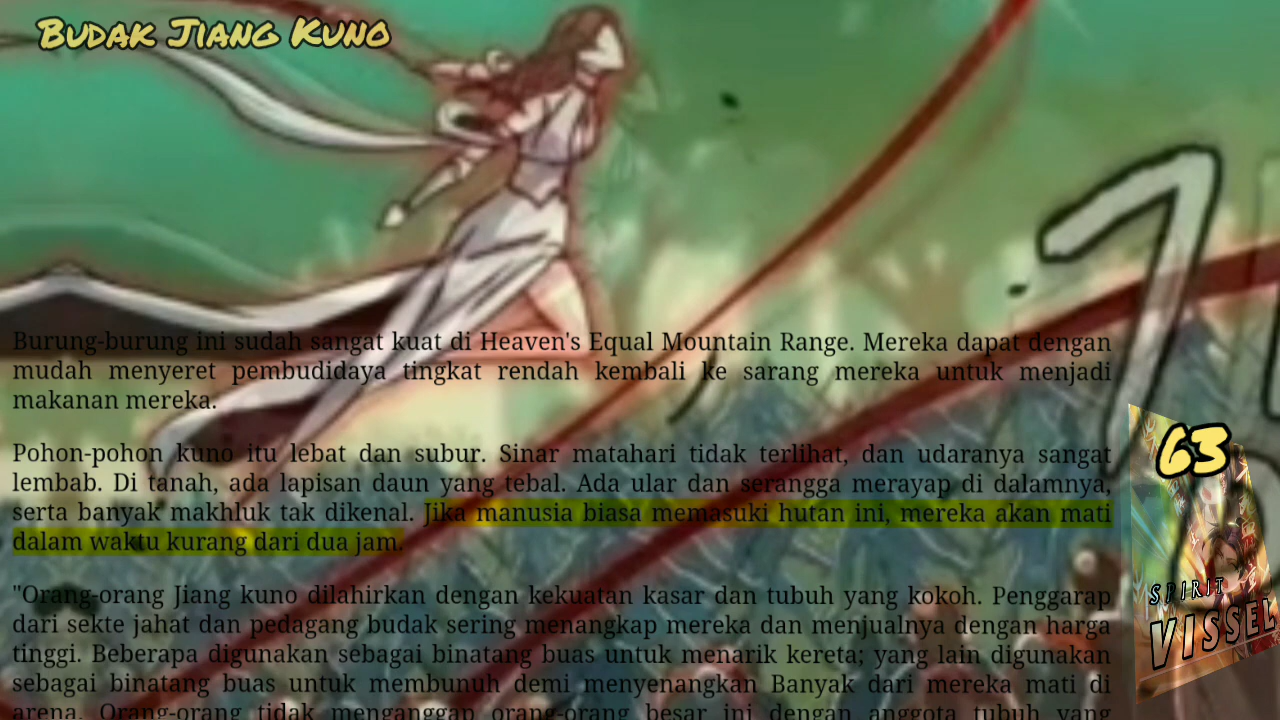 Budak Jiang Kuno
Burung-burung ini sudah sangat kuat di Heaven's Equal Mountain Range. Mereka dapat dengan
mudah menyeret pembudidaya tingkat rendah kembali ke sarang mereka untuk menjadi
makanan mereka.
Pohon-pohon kuno itu lebat dan subur. Sinar matahari tidak terlihat, dan udaranya sangat
lembab. Di tanah, ada lapisan daun yang tebal. Ada ular dan serangga merayap di dalamnya,
serta banyak makhluk tak dikenal. Jika manusia biasa memasuki hutan ini, mereka akan mati
dalam waktu kurang dari dua jam.
"Orang-orang Jiang kuno dilahirkan dengan kekuatan kasar dan tubuh yang kokoh. Penggarap
dari sekte jahat dan pedagang budak sering menangkap mereka dan menjualnya dengan harga
tinggi. Beberapa digunakan sebagai binatang buas untuk menarik kereta; yang lain digunakan
sebagai binatang buas untuk membunuh demi menyenangkan Banyak dari mereka mati di
arena. Orang-orang tidak menganggap orang-orang besar ini dengan anggota tubuh yang
63
SPIRIT
VISSEL